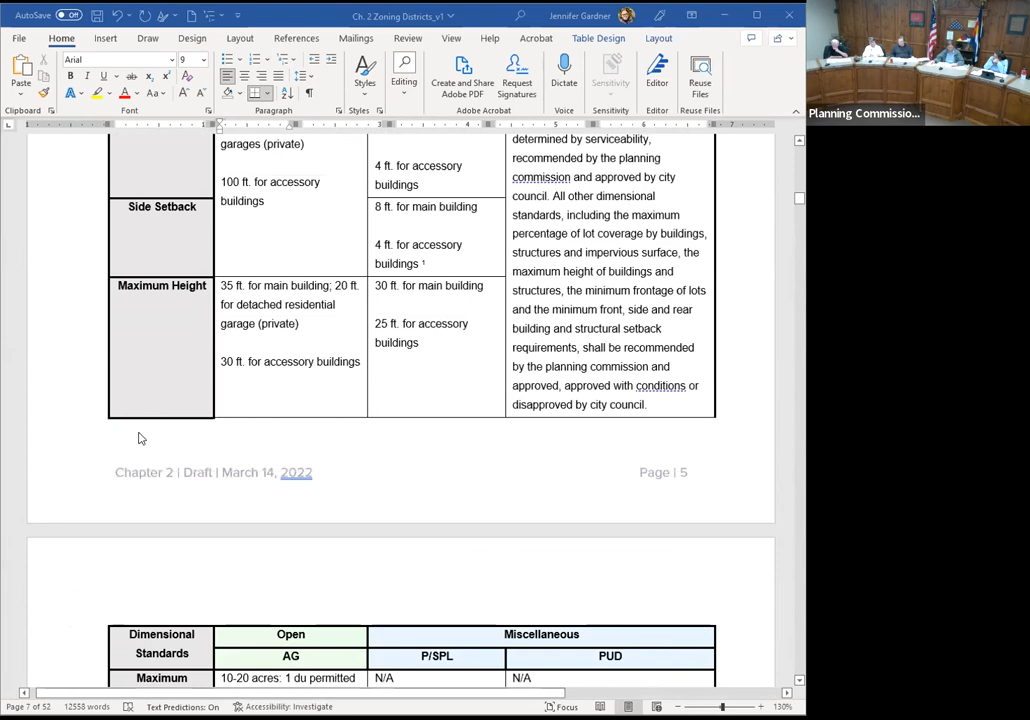 AutoSave Off Ch. 2 Zoning Districts_v1 Jennifer Gardner
File Home Insert Draw Design Layout References Mailings Review View Help Acrobat Table Design Layout
Arial 9
Paste Styles Editing Create and Share Request Dictate Sensitivity Editor Reuse
Adobe PDF Signatures Files
Clipboard Font Paragraph Styles Adobe Acrobat Voice Sensitivity Editor Reuse Files
Planning Commissio...
garages (private)
100 ft. for accessory
buildings
4 ft. for accessory
buildings
determined by serviceability,
recommended by the planning
commission and approved by city
council. All other dimensional
standards, including the maximum
percentage of lot coverage by buildings,
structures and impervious surface, the
maximum height of buildings and
structures, the minimum frontage of lots
and the minimum front, side and rear
building and structural setback
requirements, shall be recommended
by the planning commission and
approved, approved with conditions or
disapproved by city council.
Side Setback
8 ft. for main building
4 ft. for accessory
buildings ¹
Maximum Height
35 ft. for main building; 20 ft.
for detached residential
garage (private)
30 ft. for accessory buildings
30 ft. for main building
25 ft. for accessory
buildings
Chapter 2 | Draft | March 14, 2022 Page | 5
Dimensional
Standards
Open Miscellaneous
AG P/SPL PUD
Maximum 10-20 acres: 1 du permitted N/A N/A
Page 7 of 52 12558 words Text Predictions: On Accessibility: Investigate Focus 130%